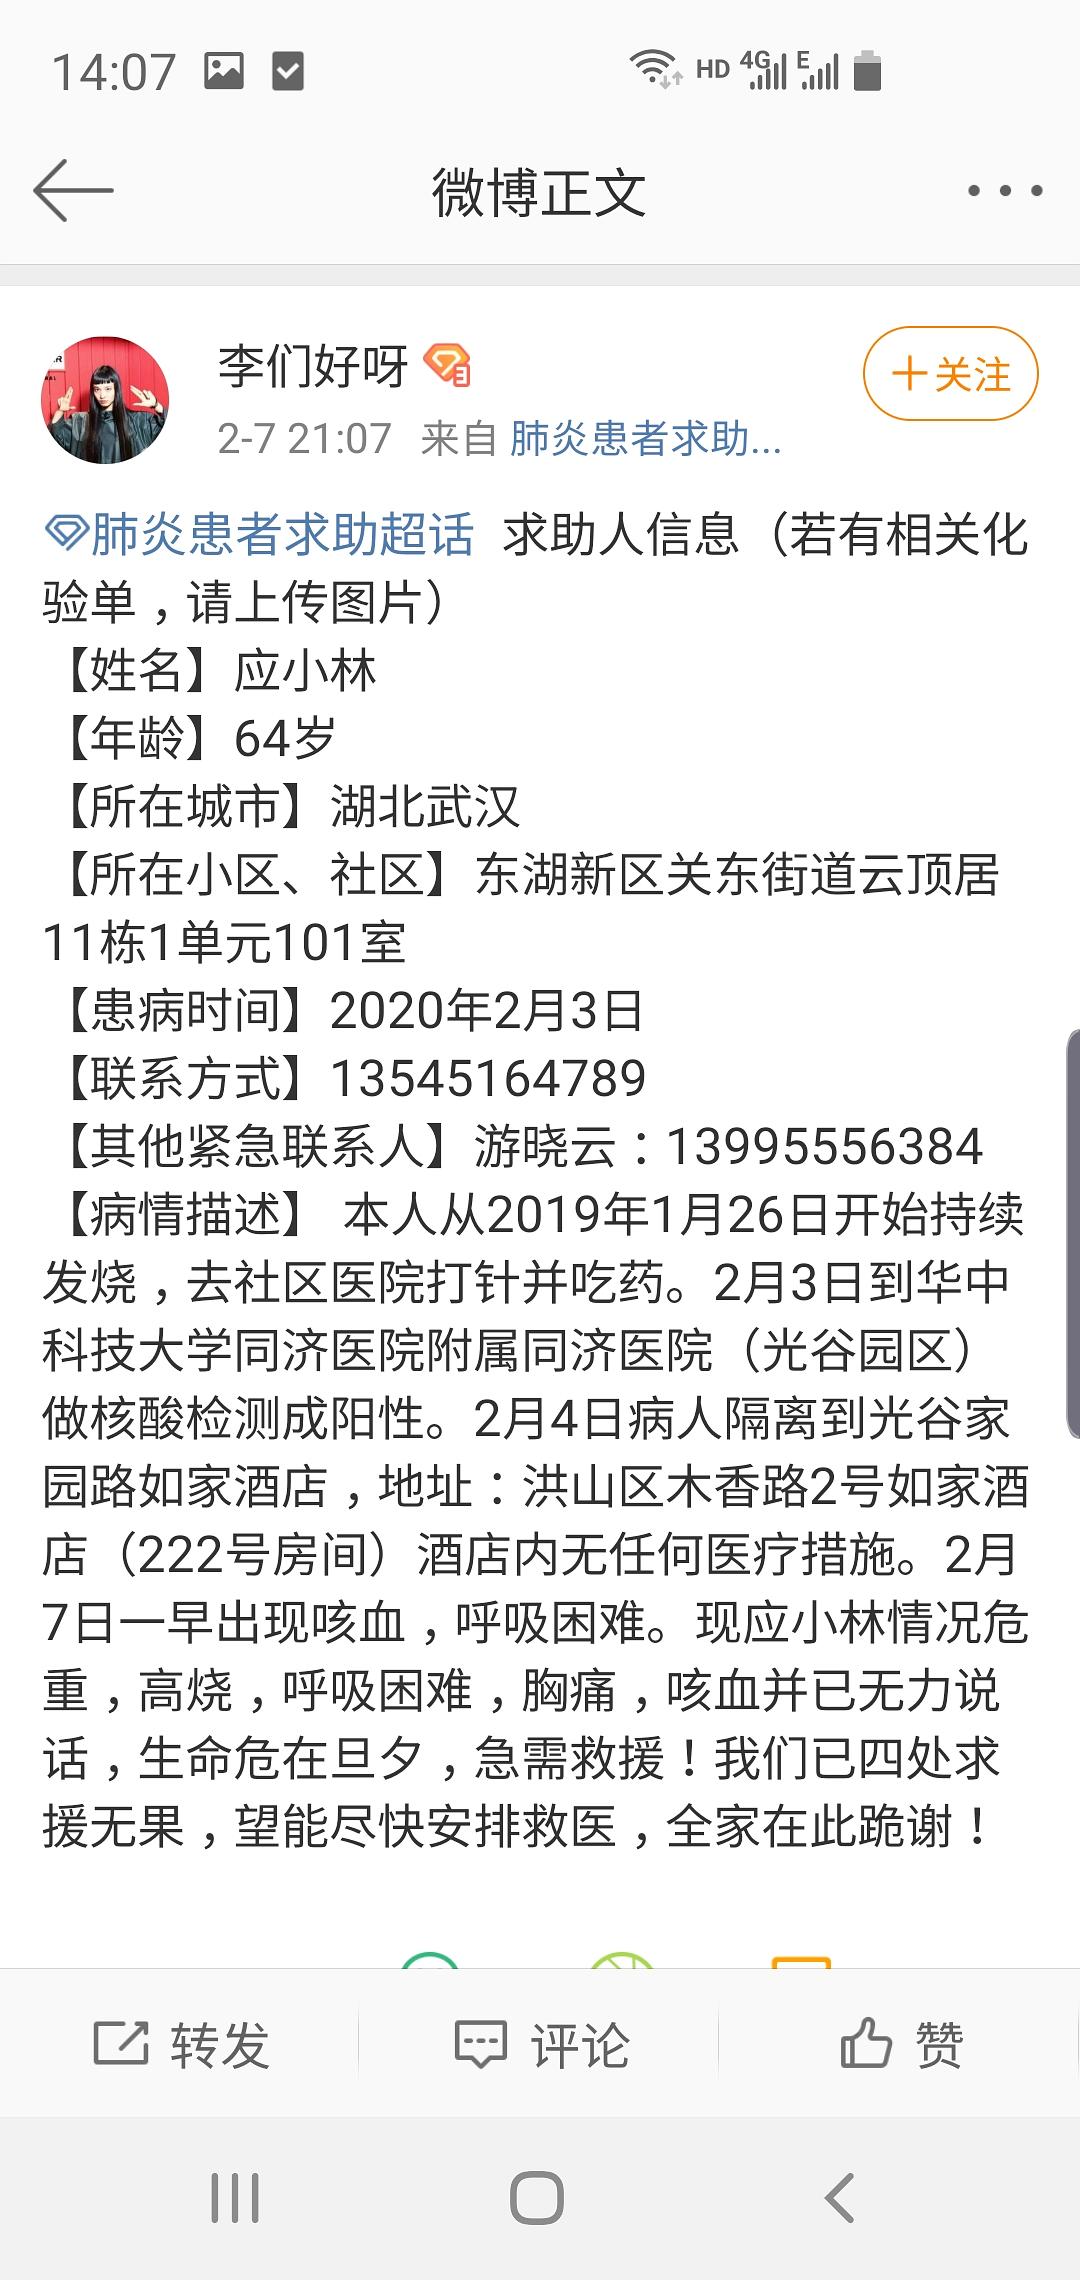 14:07 HD 4G E
微博正文
李们好呀 3
+关注
2-7 21:07 来自 肺炎患者求助...
肺炎患者求助超话 求助人信息（若有相关化
验单，请上传图片）
【姓名】应小林
【年龄】64岁
【所在城市】湖北武汉
【所在小区、社区】东湖新区关东街道云顶居
11栋1单元101室
【患病时间】2020年2月3日
【联系方式】13545164789
【其他紧急联系人】游晓云：13995556384
【病情描述】 本人从2019年1月26日开始持续
发烧，去社区医院打针并吃药。2月3日到华中
科技大学同济医院附属同济医院（光谷园区）
做核酸检测成阳性。2月4日病人隔离到光谷家
园路如家酒店，地址：洪山区木香路2号如家酒
店（222号房间）酒店内无任何医疗措施。2月
7日一早出现咳血，呼吸困难。现应小林情况危
重，高烧，呼吸困难，胸痛，咳血并已无力说
话，生命危在旦夕，急需救援！我们已四处求
援无果，望能尽快安排救医，全家在此跪谢！
转发 评论 赞